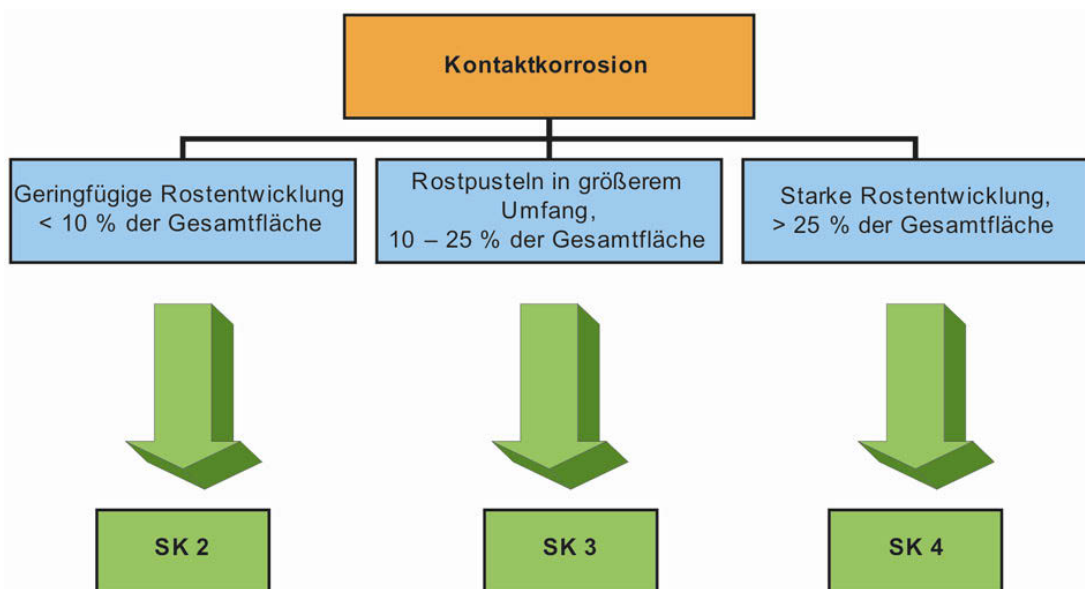 Kontaktkorrosion
Geringfügige Rostentwicklung
< 10 % der Gesamtfläche
Rostpusteln in größerem
Umfang,
10 – 25 % der Gesamtfläche
Starke Rostentwicklung,
> 25 % der Gesamtfläche
SK 2
SK 3
SK 4